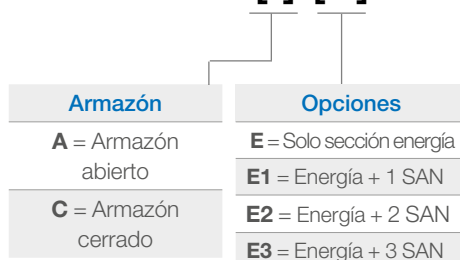 Armazón
A = Armazón
abierto
C = Armazón
cerrado
Opciones
E = Solo sección energía
E1 = Energía + 1 SAN
E2 = Energía + 2 SAN
E3 = Energía + 3 SAN